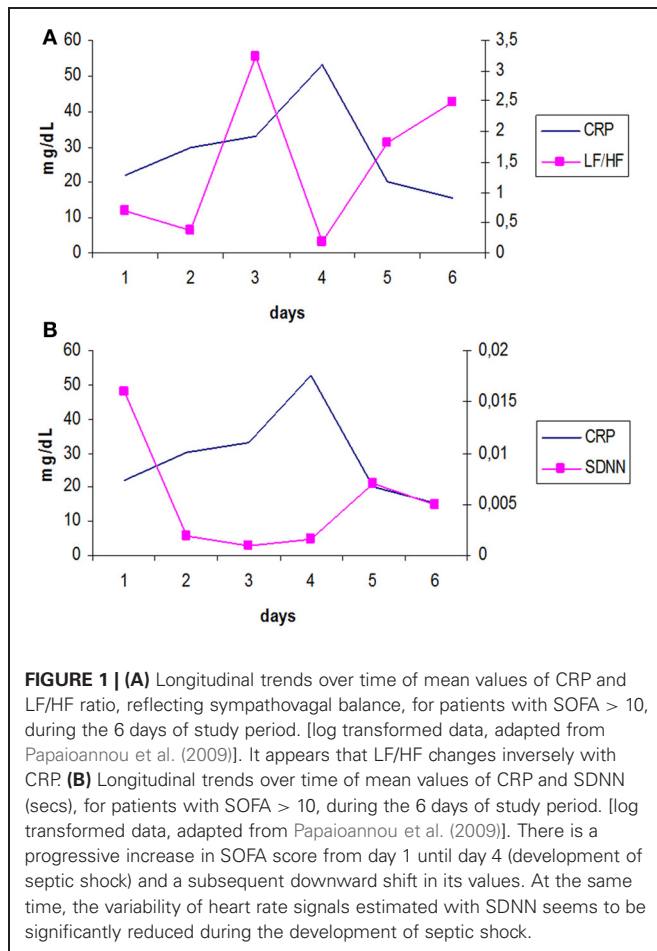 A
60
50
40
30
20
10
0
mg/dL
3,5
3
2,5
2
1,5
1
0,5
0
CRP
LF/HF
1 2 3 4 5 6
days
B
60
50
40
30
20
10
0
mg/dL
0,02
0,015
0,01
0,005
0
CRP
SDNN
1 2 3 4 5 6
days
FIGURE 1 | (A) Longitudinal trends over time of mean values of CRP and
LF/HF ratio, reflecting sympathovagal balance, for patients with SOFA > 10,
during the 6 days of study period. [log transformed data, adapted from
Papaioannou et al. (2009)]. It appears that LF/HF changes inversely with
CRP. (B) Longitudinal trends over time of mean values of CRP and SDNN
(secs), for patients with SOFA > 10, during the 6 days of study period. [log
transformed data, adapted from Papaioannou et al. (2009)]. There is a
progressive increase in SOFA score from day 1 until day 4 (development of
septic shock) and a subsequent downward shift in its values. At the same
time, the variability of heart rate signals estimated with SDNN seems to be
significantly reduced during the development of septic shock.